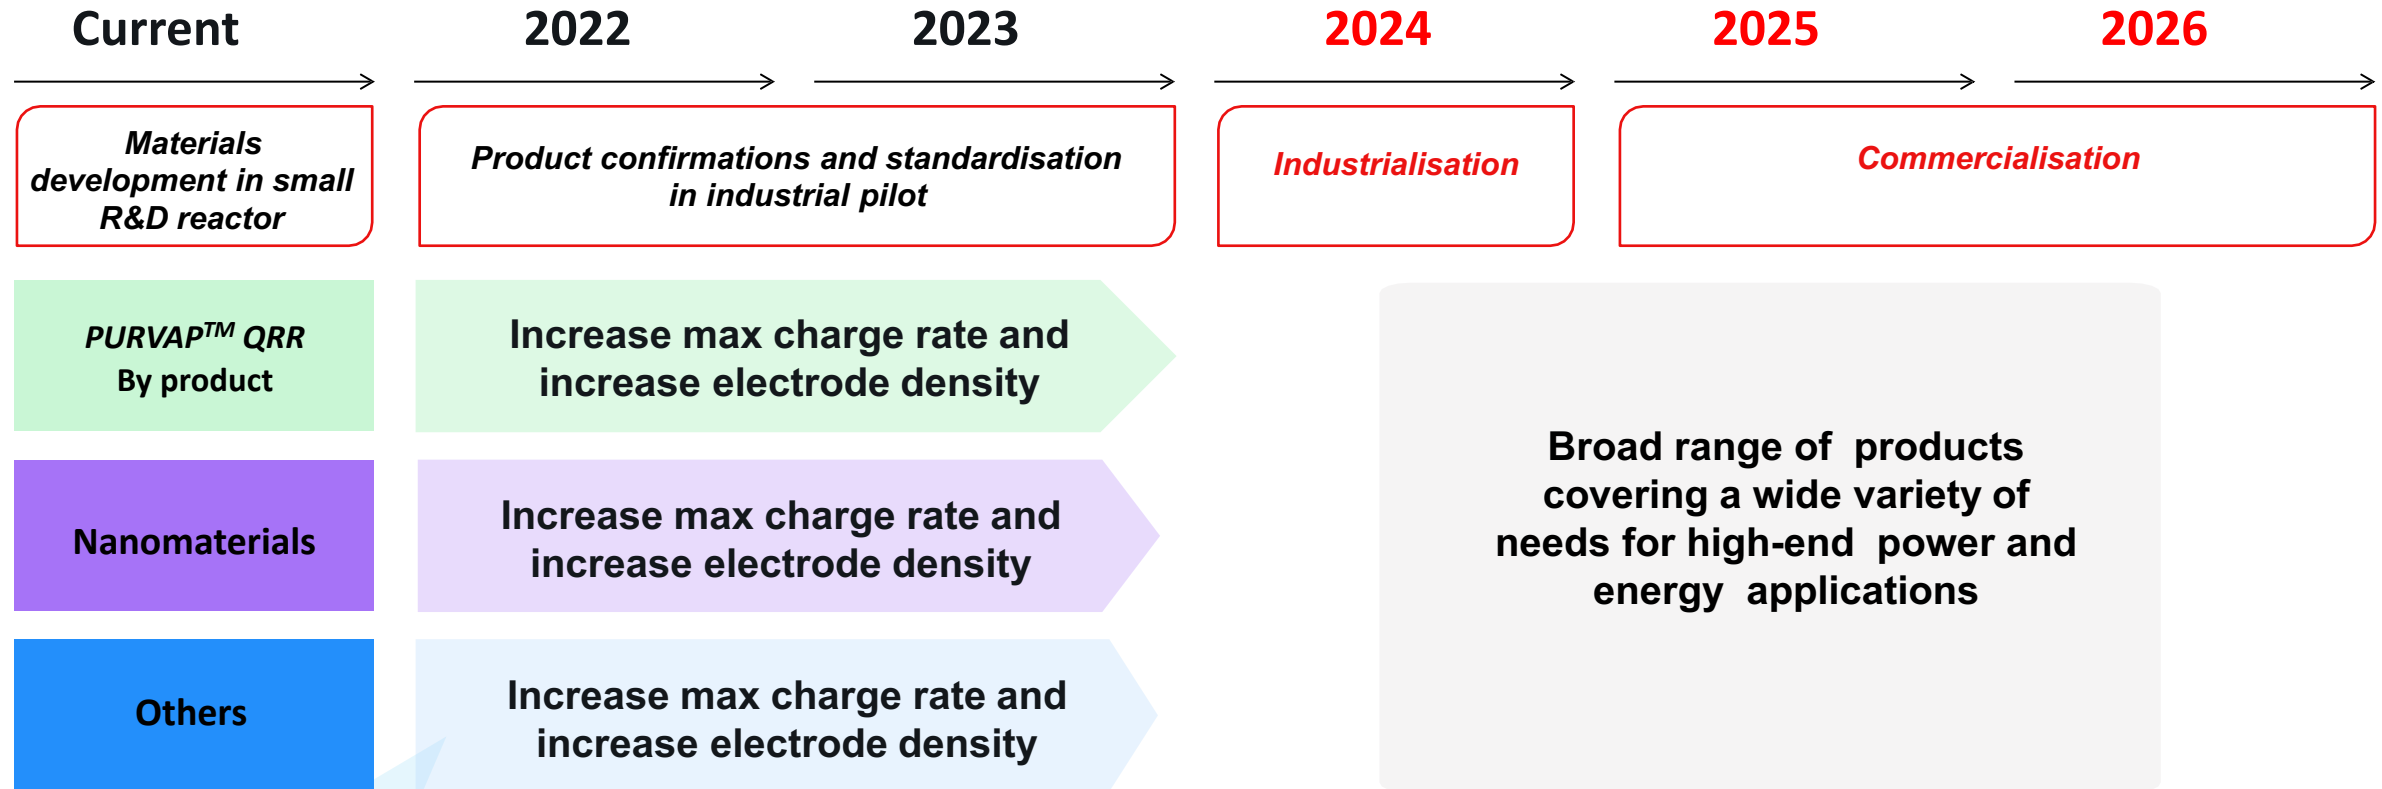 Current
2022
2023
2024
2025
2026
Materials
development in small
R&D reactor
Product confirmations and standardisation
in industrial pilot
Industrialisation
Commercialisation
PURVAP™ QRR
By product
Increase max charge rate and
increase electrode density
Nanomaterials
Increase max charge rate and
increase electrode density
Others
Increase max charge rate and
increase electrode density
Broad range of products
covering a wide variety of
needs for high-end power and
energy applications